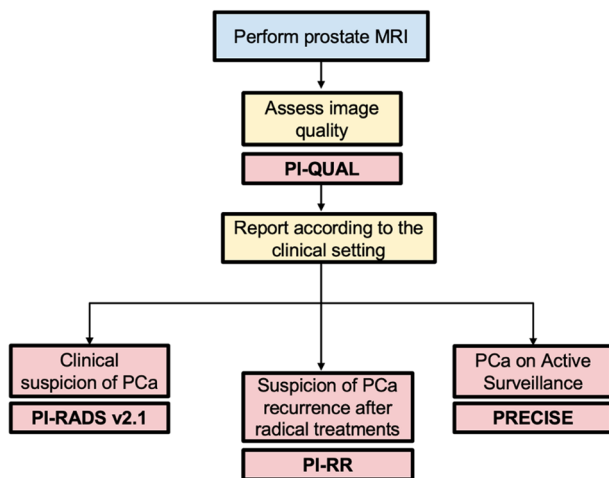 Perform prostate MRI
Assess image
quality
PI-QUAL
Report according to the
clinical setting
Clinical
suspicion of PCa
PI-RADS v2.1
Suspicion of PCa
recurrence after
radical treatments
PI-RR
PCa on Active
Surveillance
PRECISE